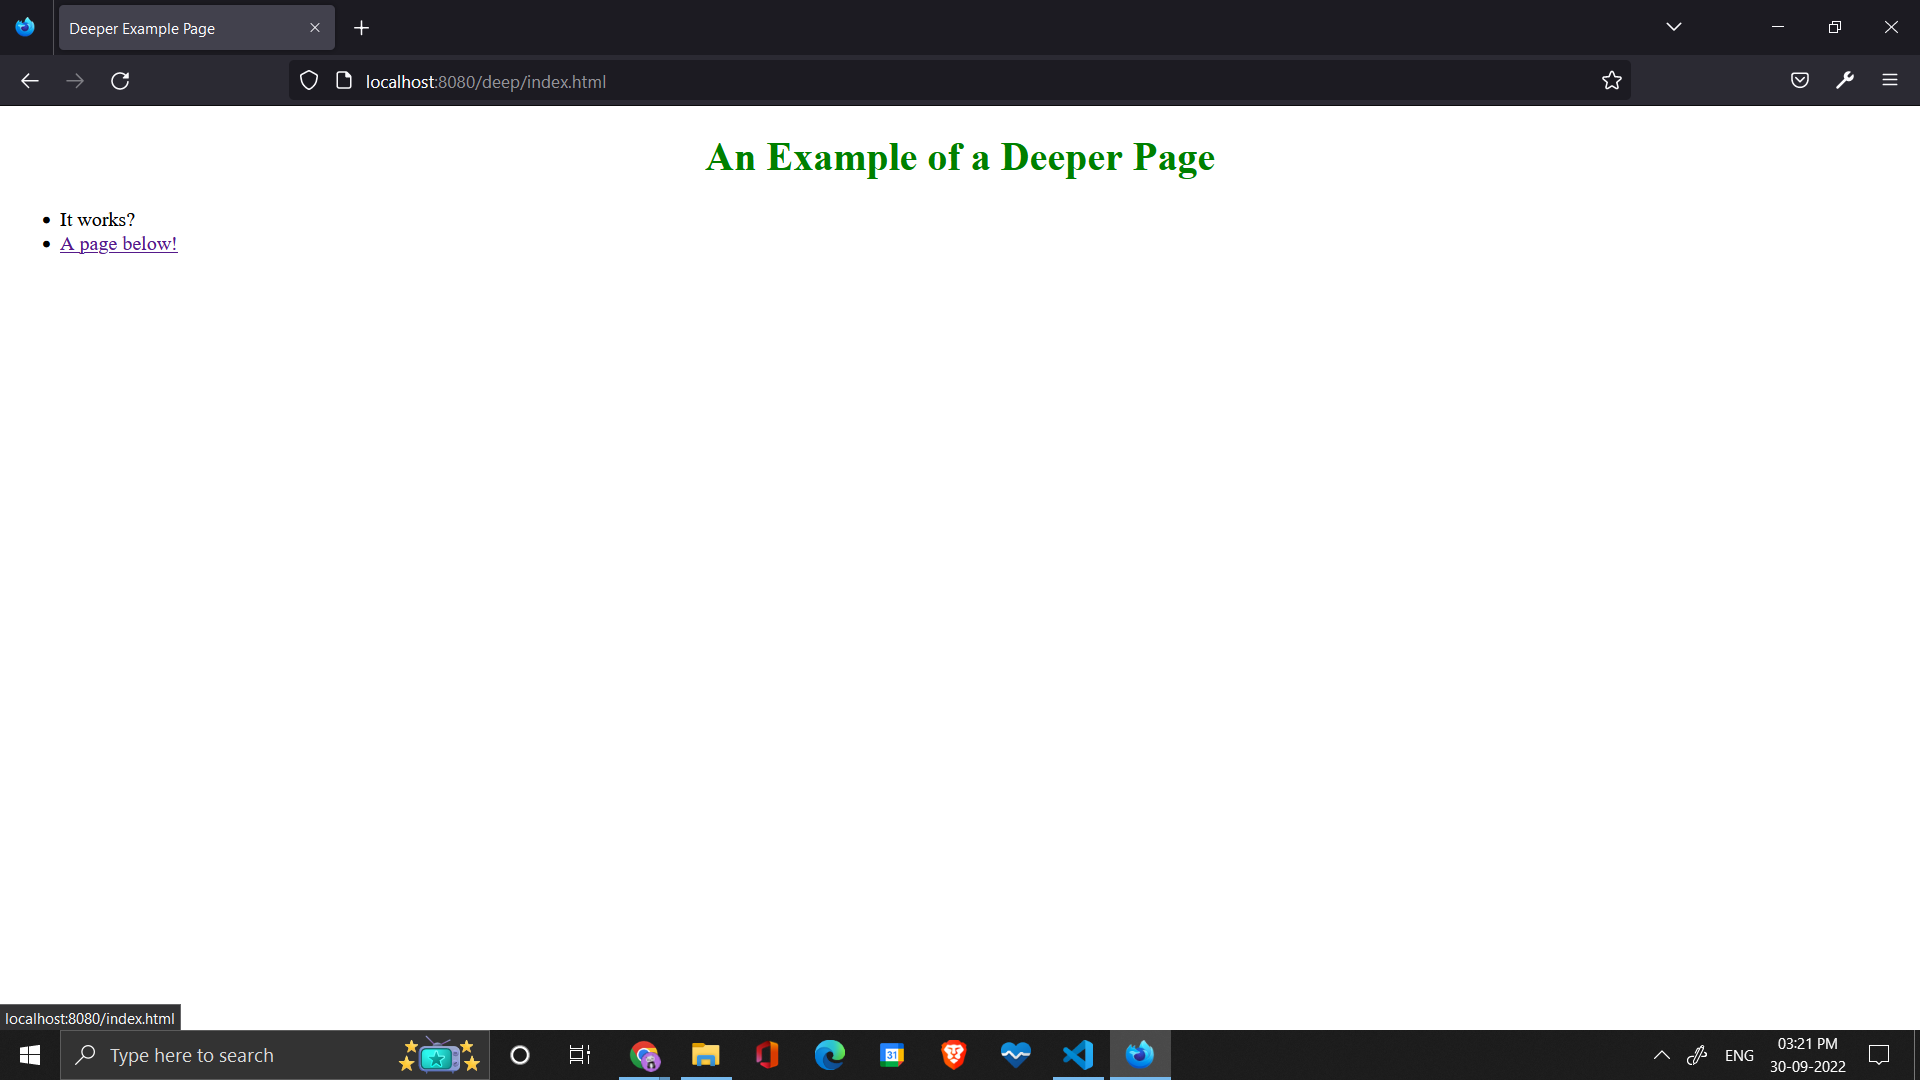 Deeper Example Page
localhost:8080/deep/index.html
An Example of a Deeper Page
It works?
A page below!
localhost:8080/index.html
Type here to search
31
ENG
03:21 PM
30-09-2022